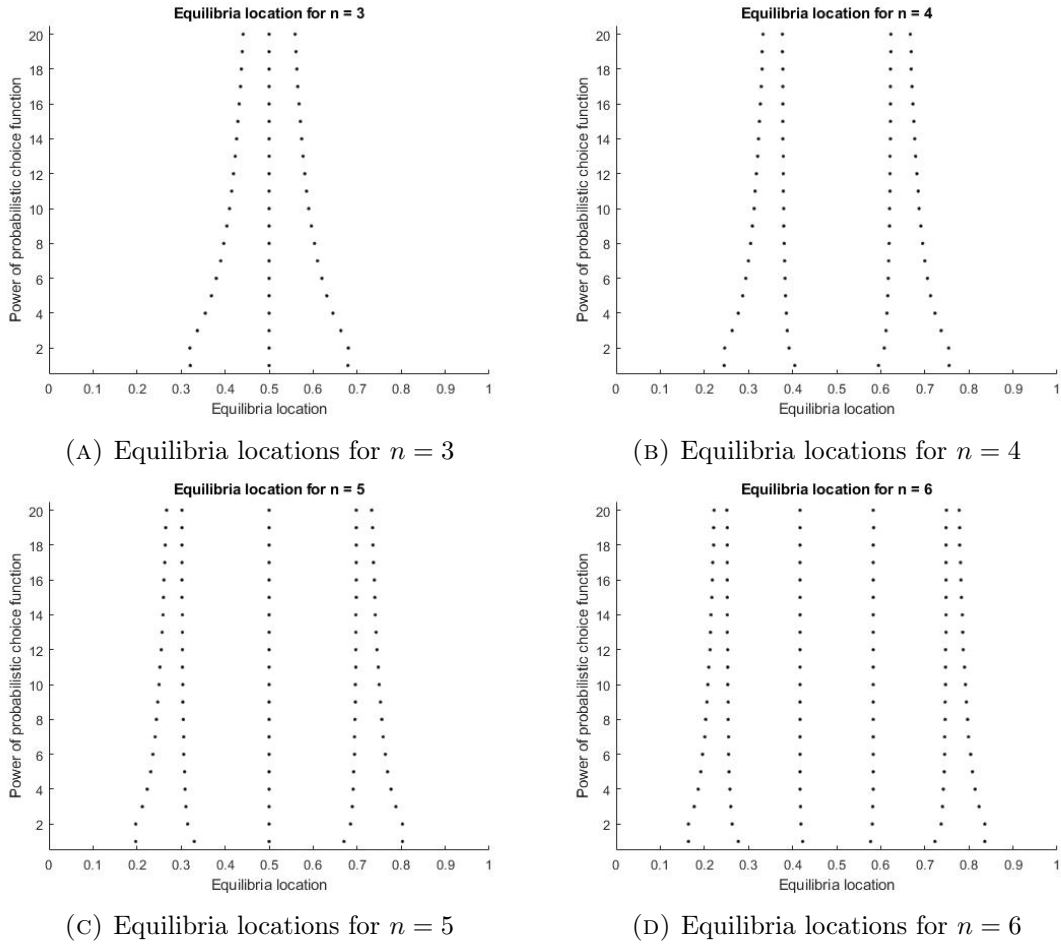 Equilibria location for n = 3
Power of probabilistic choice function
20
18
16
14
12
10
8
6
4
2
0 0.1 0.2 0.3 0.4 0.5 0.6 0.7 0.8 0.9 1
Equilibria location
(A) Equilibria locations for n = 3
Equilibria location for n = 4
Power of probabilistic choice function
20
18
16
14
12
10
8
6
4
2
0 0.1 0.2 0.3 0.4 0.5 0.6 0.7 0.8 0.9 1
Equilibria location
(B) Equilibria locations for n = 4
Equilibria location for n = 5
Power of probabilistic choice function
20
18
16
14
12
10
8
6
4
2
0 0.1 0.2 0.3 0.4 0.5 0.6 0.7 0.8 0.9 1
Equilibria location
(C) Equilibria locations for n = 5
Equilibria location for n = 6
Power of probabilistic choice function
20
18
16
14
12
10
8
6
4
2
0 0.1 0.2 0.3 0.4 0.5 0.6 0.7 0.8 0.9 1
Equilibria location
(D) Equilibria locations for n = 6